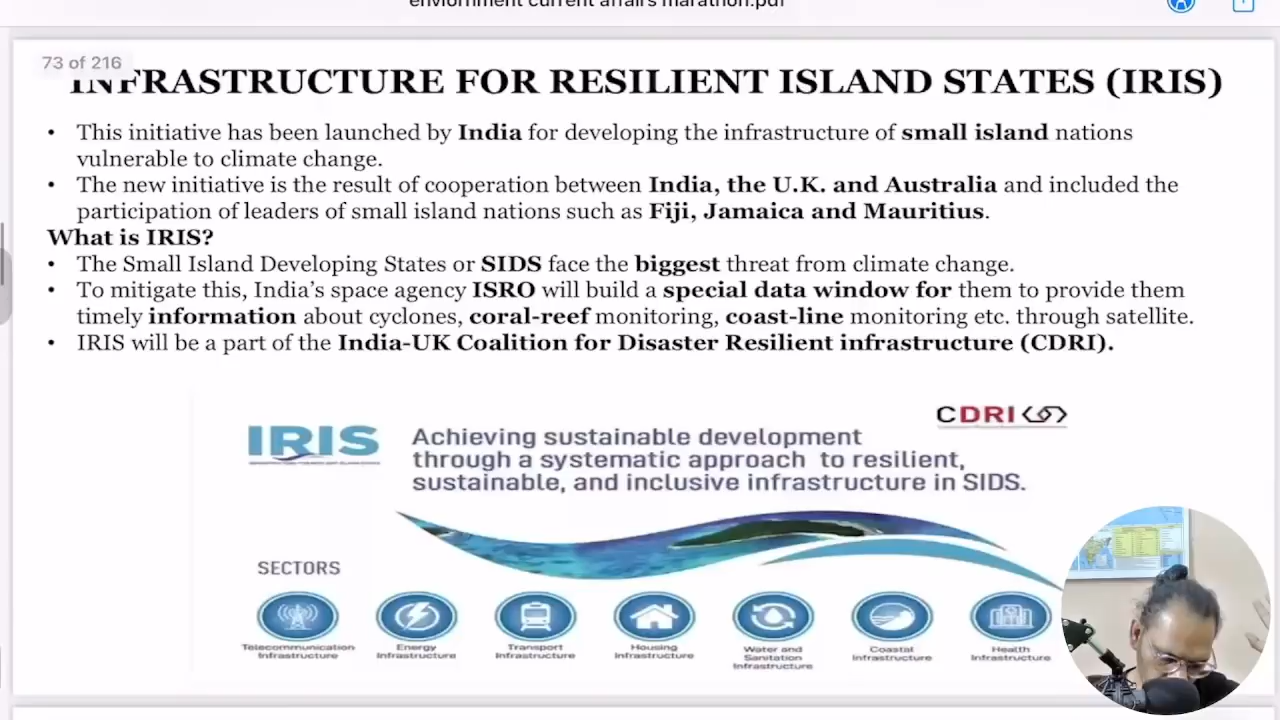 enviornment current affairs marathon.pdf
73 of 216
INFRASTRUCTURE FOR RESILIENT ISLAND STATES (IRIS)
• This initiative has been launched by India for developing the infrastructure of small island nations
vulnerable to climate change.
• The new initiative is the result of cooperation between India, the U.K. and Australia and included the
participation of leaders of small island nations such as Fiji, Jamaica and Mauritius.
What is IRIS?
• The Small Island Developing States or SIDS face the biggest threat from climate change.
• To mitigate this, India's space agency ISRO will build a special data window for them to provide them
timely information about cyclones, coral-reef monitoring, coast-line monitoring etc. through satellite.
• IRIS will be a part of the India-UK Coalition for Disaster Resilient infrastructure (CDRI).
CDRI
IRIS
Achieving sustainable development
through a systematic approach to resilient,
sustainable, and inclusive infrastructure in SIDS.
SECTORS
Telecommunication Infrastructure
Energy Infrastructure
Transport Infrastructure
Housing Infrastructure
Water and Sanitation Infrastructure
Coastal Infrastructure
Health Infrastructure